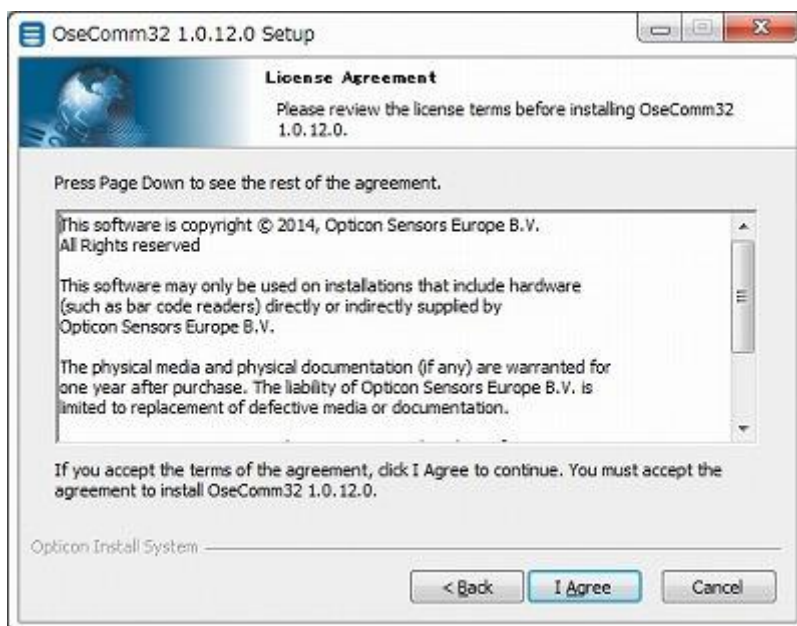 OseComm32 1.0.12.0 Setup
License Agreement
Please review the license terms before installing OseComm32
1.0.12.0.
Press Page Down to see the rest of the agreement.
This software is copyright © 2014, Opticon Sensors Europe B.V.
All Rights reserved
This software may only be used on installations that include hardware
(such as bar code readers) directly or indirectly supplied by
Opticon Sensors Europe B.V.
The physical media and physical documentation (if any) are warranted for
one year after purchase. The liability of Opticon Sensors Europe B.V. is
limited to replacement of defective media or documentation.
If you accept the terms of the agreement, click I Agree to continue. You must accept the
agreement to install OseComm32 1.0.12.0.
Opticon Install System
< Back
I Agree
Cancel